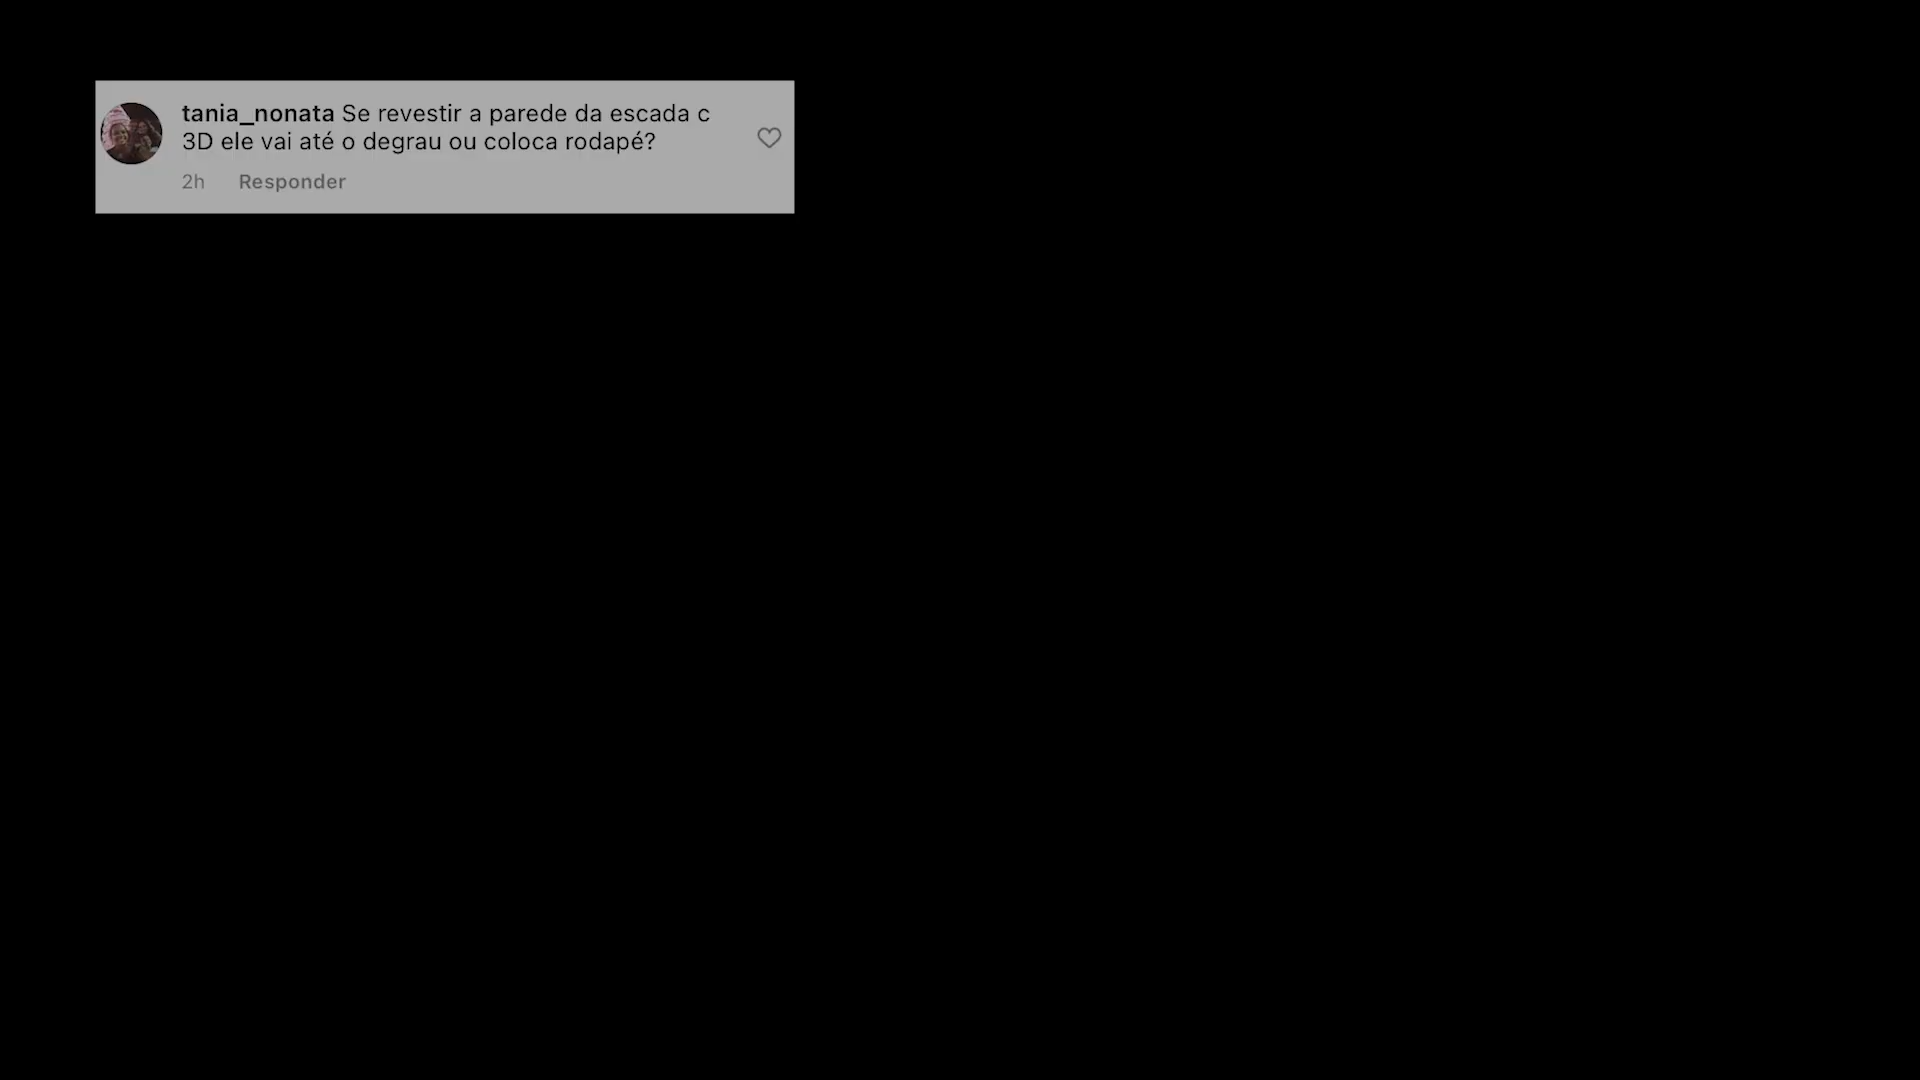 tania_nonata Se revestir a parede da escada c
3D ele vai até o degrau ou coloca rodapé?
2h Responder